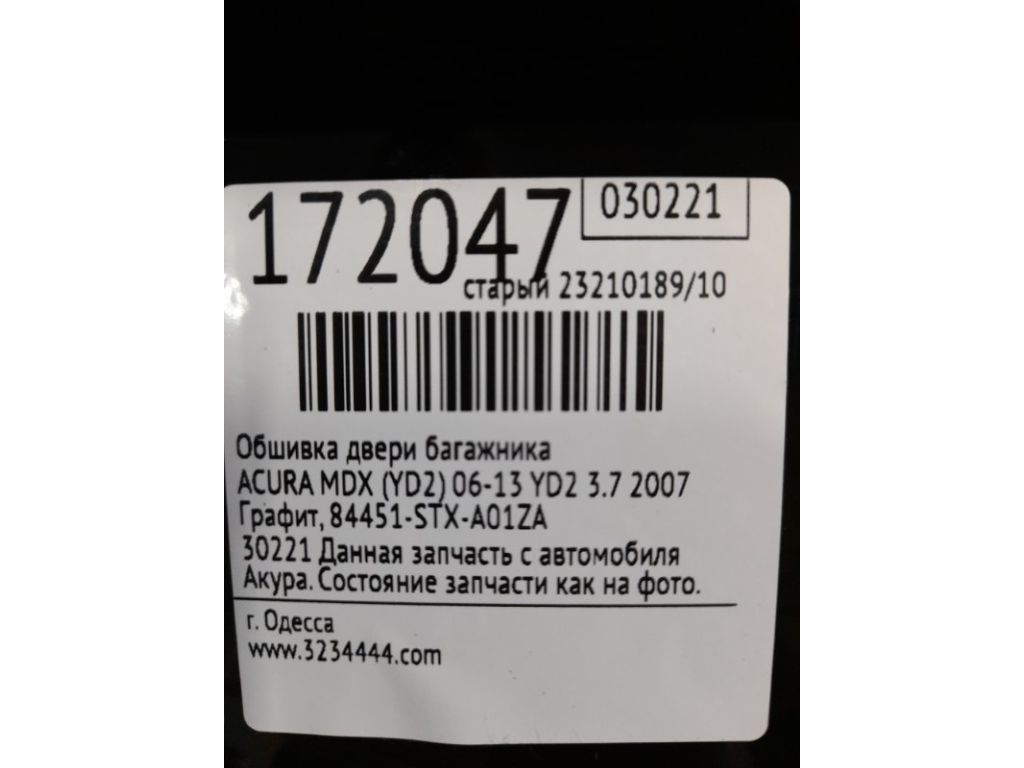 172047
030221
старый 23210189/10
Обшивка двери багажника
ACURA MDX (YD2) 06-13 YD2 3.7 2007
Графит, 84451-STX-A01ZA
30221 Данная запчасть с автомобиля
Акура. Состояние запчасти как на фото.
г. Одесса
www.3234444.com